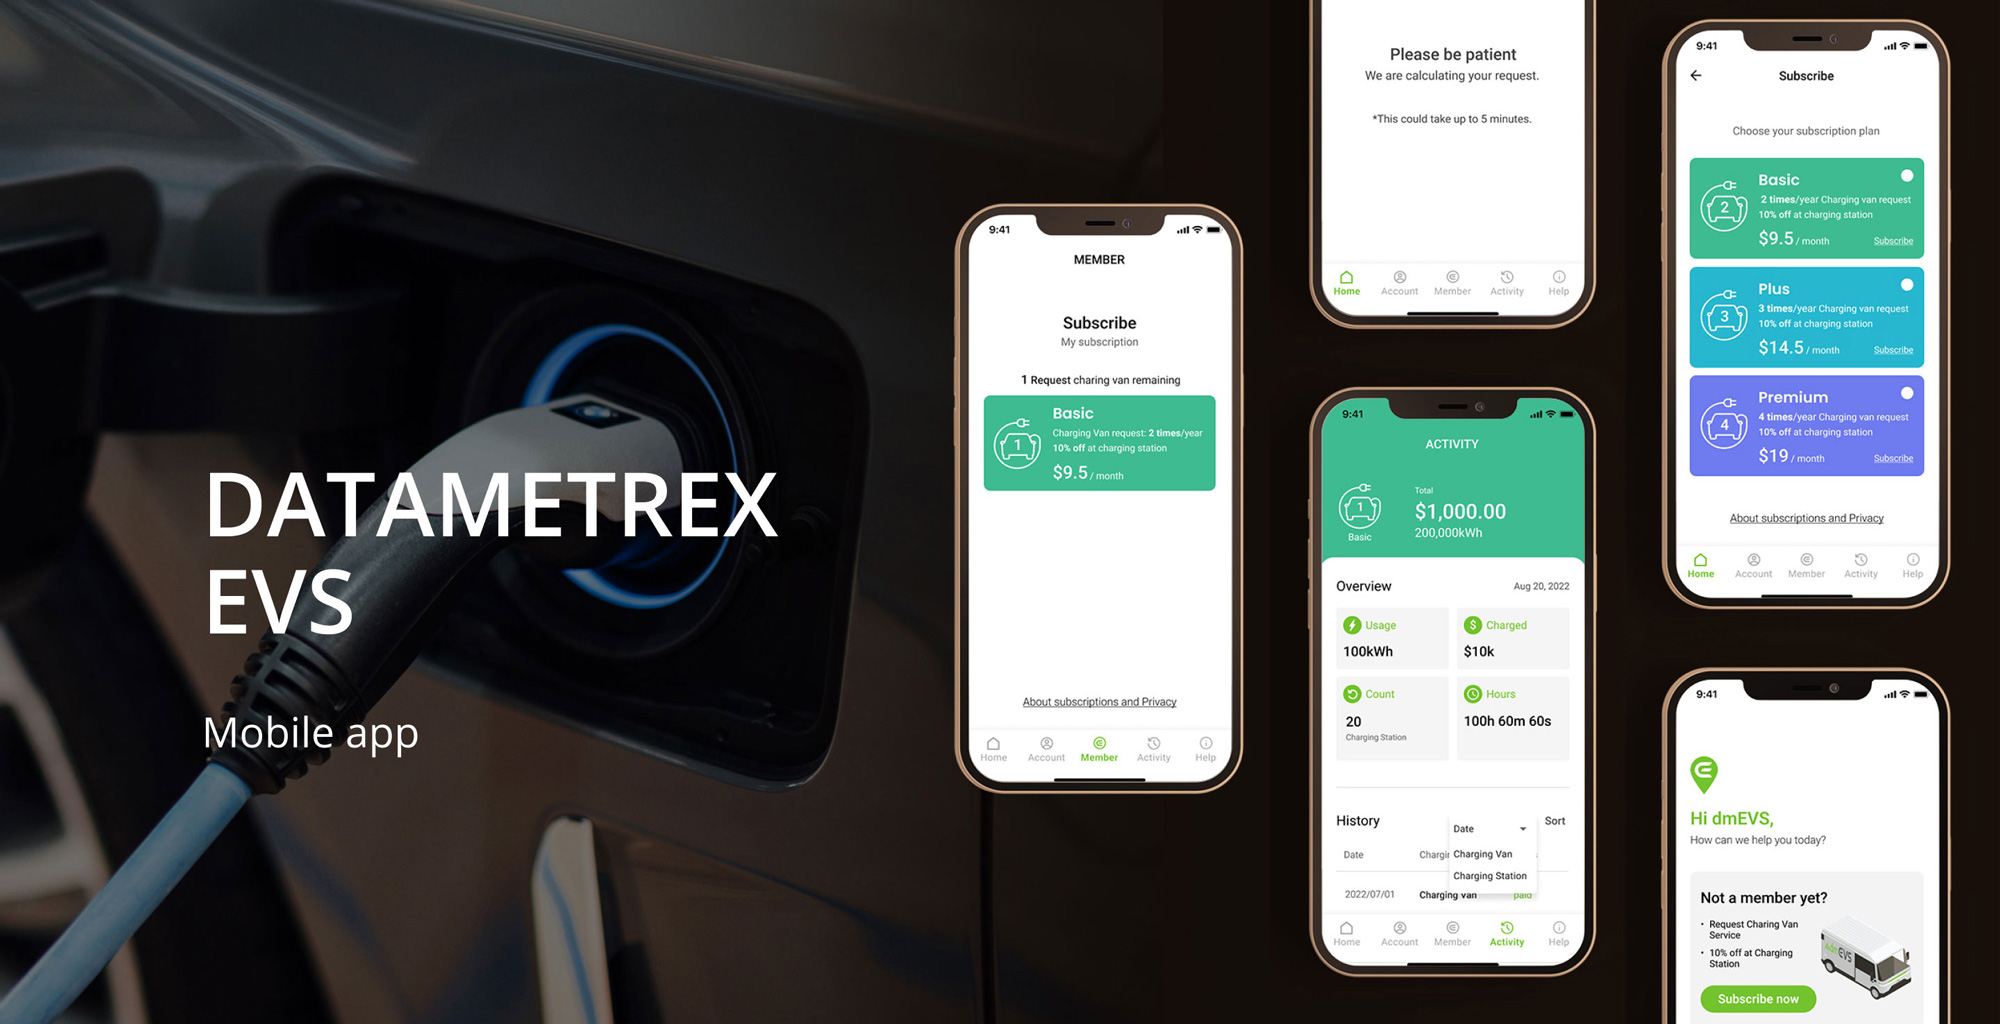 DATAMETREX
EVS
Mobile app
9:41
MEMBER
Subscribe
My subscription
1 Request charing van remaining
1
Basic
Charging Van request: 2 times/year
10% off at charging station
$9.5 / month
About subscriptions and Privacy
Home Account Member Activity Help
Please be patient
We are calculating your request.
*This could take up to 5 minutes.
Home Account Member Activity Help
9:41
ACTIVITY
1
Basic
Total
$1,000.00
200,000kWh
Overview Aug 20, 2022
Usage
100kWh
Charged
$10k
Count
20
Charging Station
Hours
100h 60m 60s
History Date Sort
Date Chargin Charging Van
Charging Station
2022/07/01 Charging Van paid
Home Account Member Activity Help
9:41
Subscribe
Choose your subscription plan
2
Basic
2 times/year Charging van request
10% off at charging station
$9.5 / month Subscribe
3
Plus
3 times/year Charging van request
10% off at charging station
$14.5 / month Subscribe
4
Premium
4 times/year Charging van request
10% off at charging station
$19 / month Subscribe
About subscriptions and Privacy
Home Account Member Activity Help
9:41
Hi dmEVS,
How can we help you today?
Not a member yet?
• Request Charing Van
Service
• 10% off at Charging
Station
EVS
Subscribe now